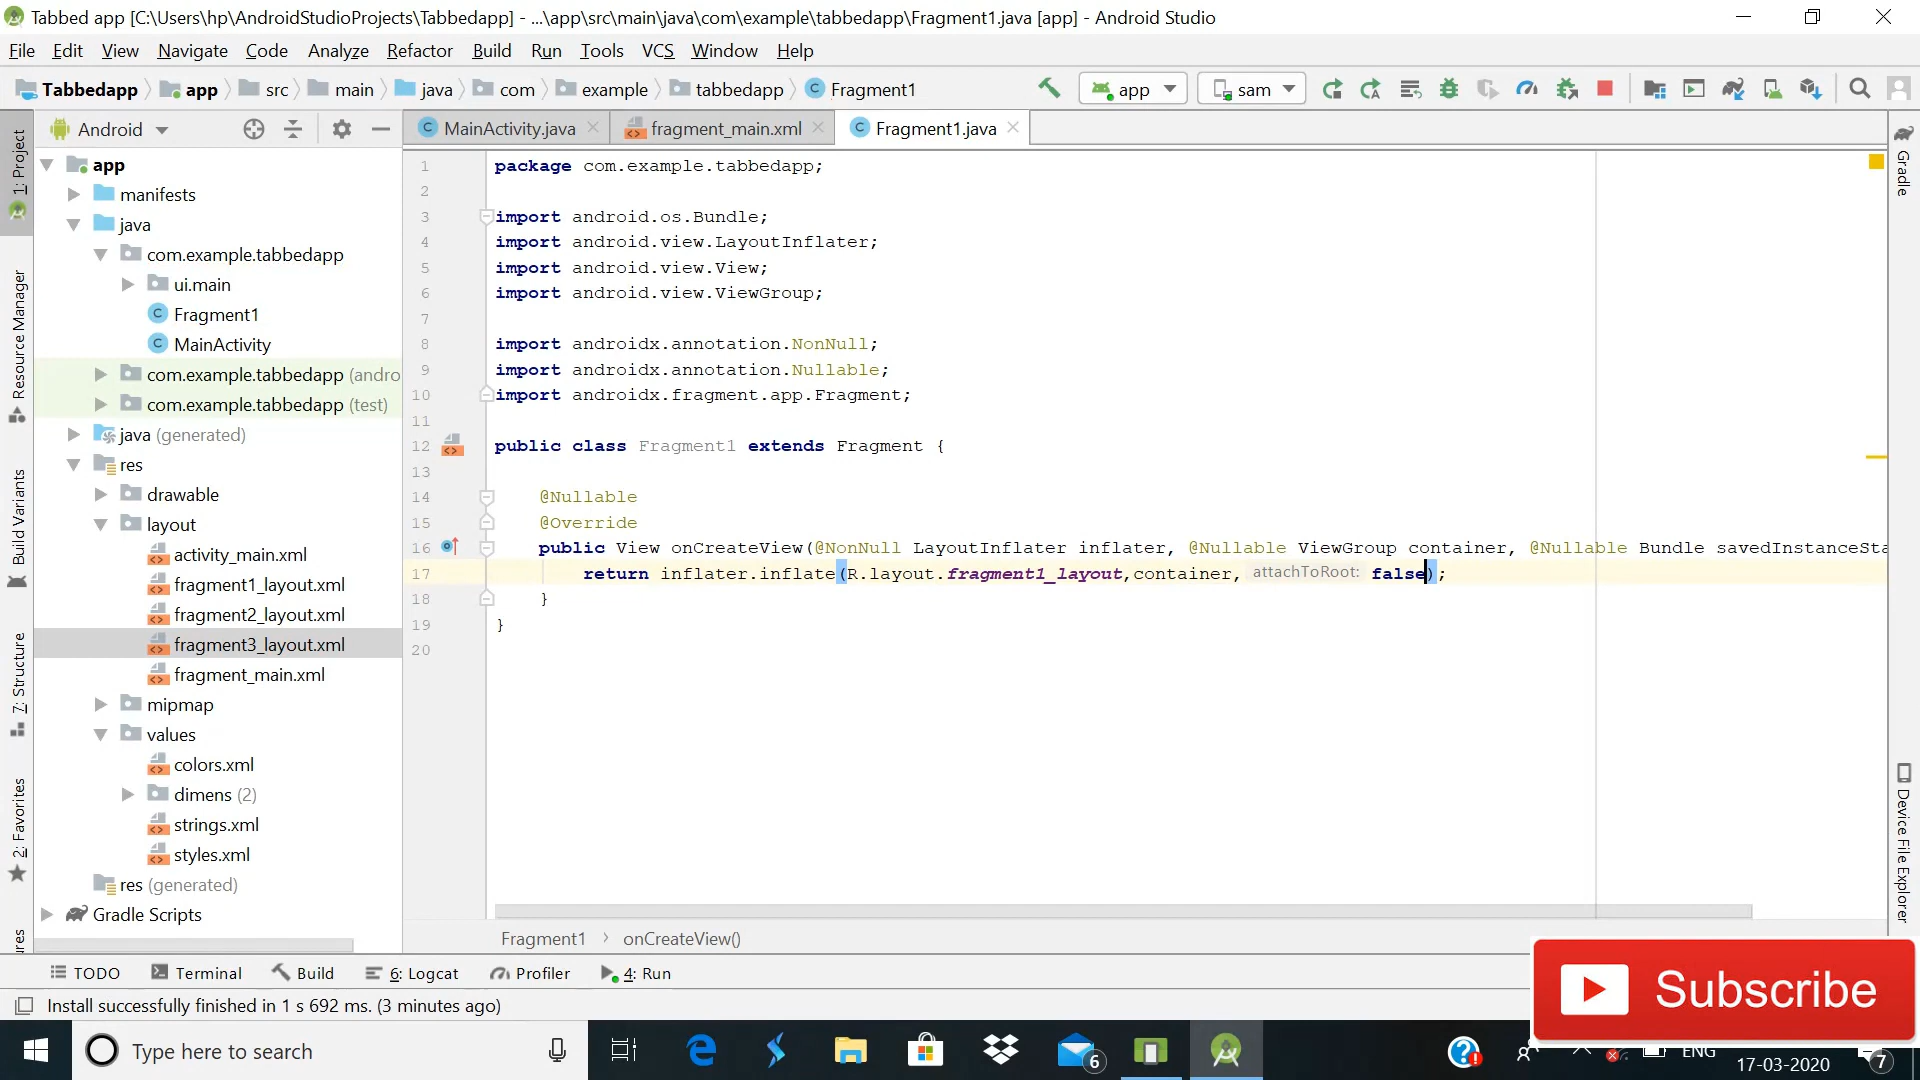 Tabbed app [C:\Users\hp\AndroidStudioProjects\Tabbedapp] - ...\app\src\main\java\com\example\tabbedapp\Fragment1.java [app] - Android Studio
File Edit View Navigate Code Analyze Refactor Build Run Tools VCS Window Help
Tabbedapp app src main java com example tabbedapp Fragment1 app sam
Android
MainActivity.java fragment_main.xml Fragment1.java
1: Project
Resource Manager
Build Variants
7: Structure
2: Favorites
app
manifests
java
com.example.tabbedapp
ui.main
Fragment1
MainActivity
com.example.tabbedapp (andro
com.example.tabbedapp (test)
java (generated)
res
drawable
layout
activity_main.xml
fragment1_layout.xml
fragment2_layout.xml
fragment3_layout.xml
fragment_main.xml
mipmap
values
colors.xml
dimens (2)
strings.xml
styles.xml
res (generated)
Gradle Scripts
1 package com.example.tabbedapp;
2
3 import android.os.Bundle;
4 import android.view.LayoutInflater;
5 import android.view.View;
6 import android.view.ViewGroup;
7
8 import androidx.annotation.NonNull;
9 import androidx.annotation.Nullable;
10 import androidx.fragment.app.Fragment;
11
12 public class Fragment1 extends Fragment {
13
14 @Nullable
15 @Override
16 public View onCreateView(@NonNull LayoutInflater inflater, @Nullable ViewGroup container, @Nullable Bundle savedInstanceSta
17 return inflater.inflate(R.layout.fragment1_layout,container, attachToRoot: false);
18 }
19 }
20
Gradle
Device File Explorer
Fragment1 onCreateView()
TODO Terminal Build 6: Logcat Profiler 4: Run
Install successfully finished in 1 s 692 ms. (3 minutes ago)
Subscribe
Type here to search
6
ENG
17-03-2020
7